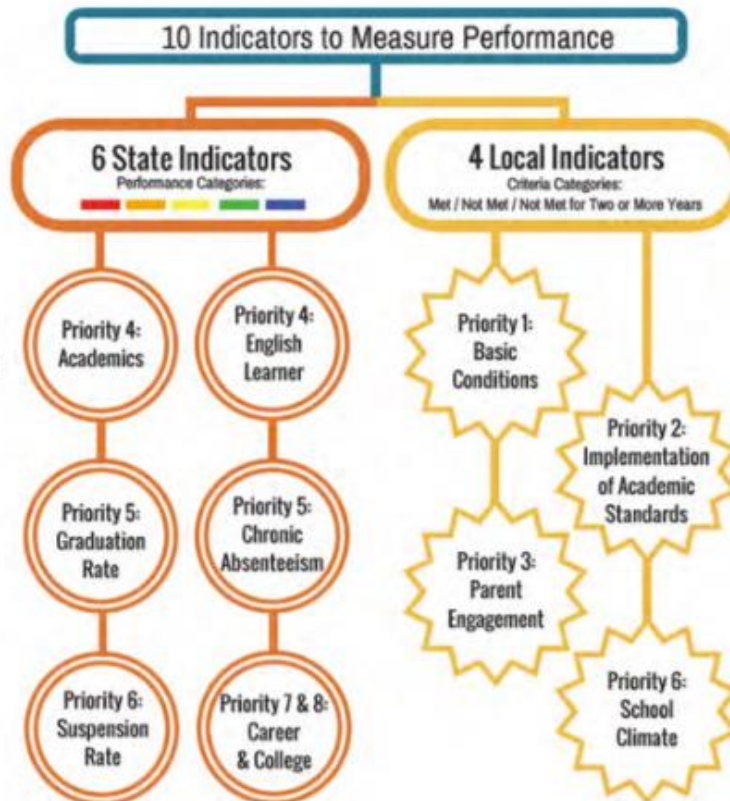 10 Indicators to Measure Performance
6 State Indicators
Performance Categories:
4 Local Indicators
Criteria Categories:
Met / Not Met / Not Met for Two or More Years
Priority 4:
Academics
Priority 4:
English
Learner
Priority 5:
Graduation
Rate
Priority 5:
Chronic
Absenteeism
Priority 6:
Suspension
Rate
Priority 7 & 8:
Career
& College
Priority 1:
Basic
Conditions
Priority 2:
Implementation
of Academic
Standards
Priority 3:
Parent
Engagement
Priority 6:
School
Climate